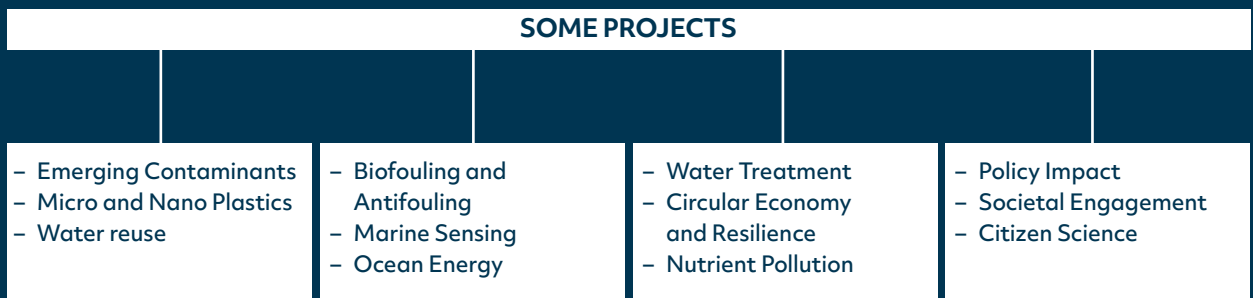 SOME PROJECTS
– Emerging Contaminants
– Micro and Nano Plastics
– Water reuse
– Biofouling and
Antifouling
– Marine Sensing
– Ocean Energy
– Water Treatment
– Circular Economy
and Resilience
– Nutrient Pollution
– Policy Impact
– Societal Engagement
– Citizen Science